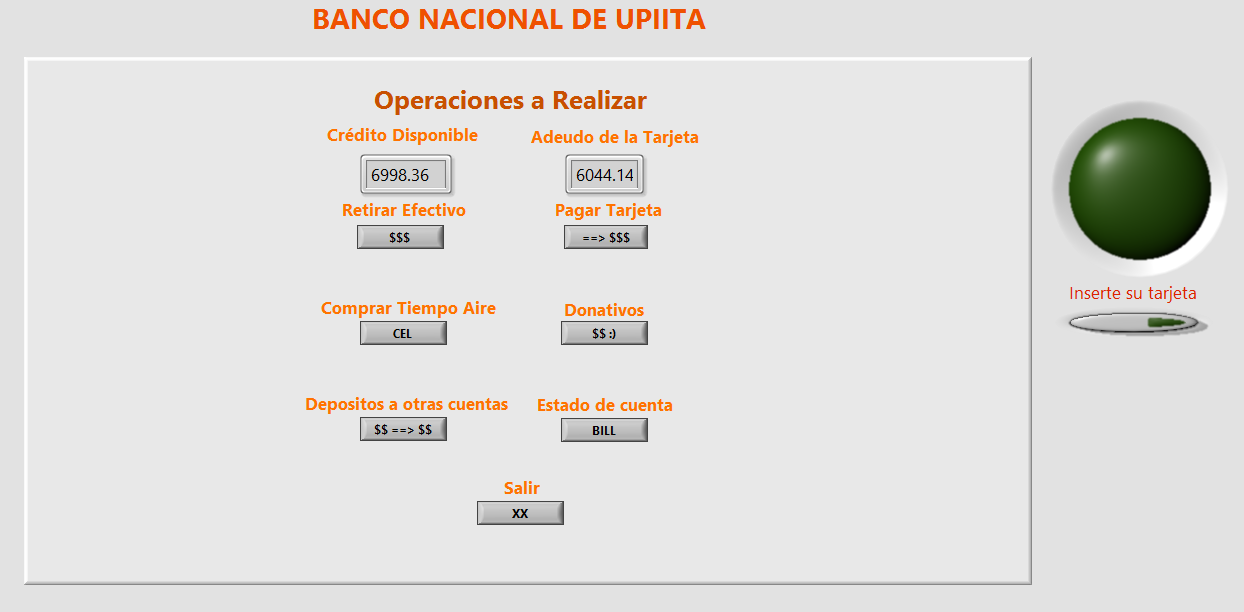 BANCO NACIONAL DE UPIITA
Operaciones a Realizar
Crédito Disponible
Adeudo de la Tarjeta
6998.36
6044.14
Retirar Efectivo
Pagar Tarjeta
$$$
==> $$$
Inserte su tarjeta
Comprar Tiempo Aire
Donativos
CEL
$$ :)
Depositos a otras cuentas
Estado de cuenta
$$ ==> $$
BILL
Salir
XX